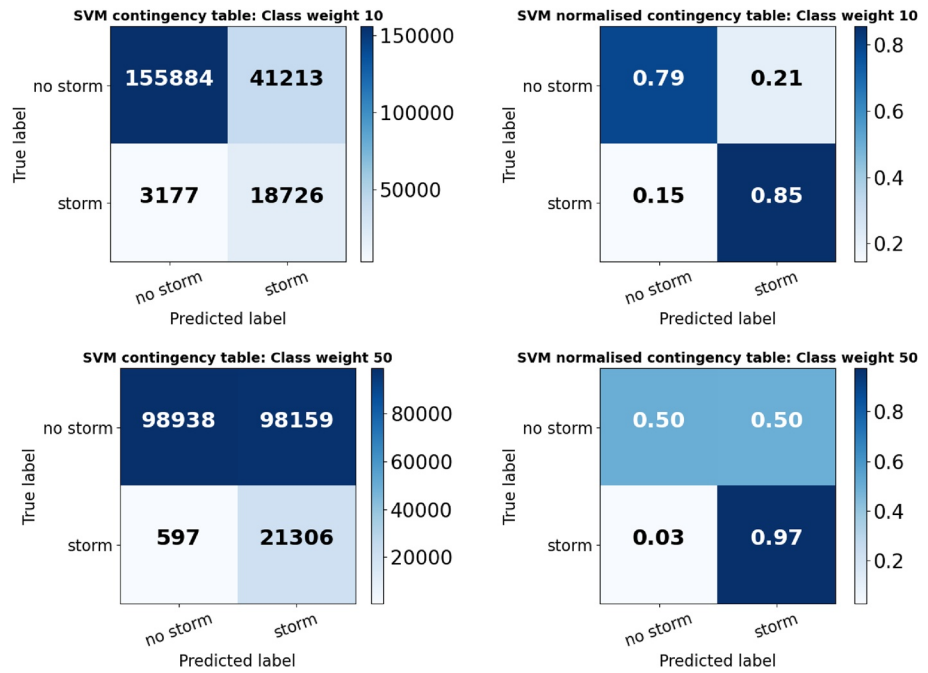 SVM contingency table: Class weight 10
no storm
155884 41213
storm
3177 18726
True label
no storm storm
Predicted label
150000
100000
50000
SVM normalised contingency table: Class weight 10
no storm
0.79 0.21
storm
0.15 0.85
True label
no storm storm
Predicted label
0.8
0.6
0.4
0.2
SVM contingency table: Class weight 50
no storm
98938 98159
storm
597 21306
True label
no storm storm
Predicted label
80000
60000
40000
20000
SVM normalised contingency table: Class weight 50
no storm
0.50 0.50
storm
0.03 0.97
True label
no storm storm
Predicted label
0.8
0.6
0.4
0.2